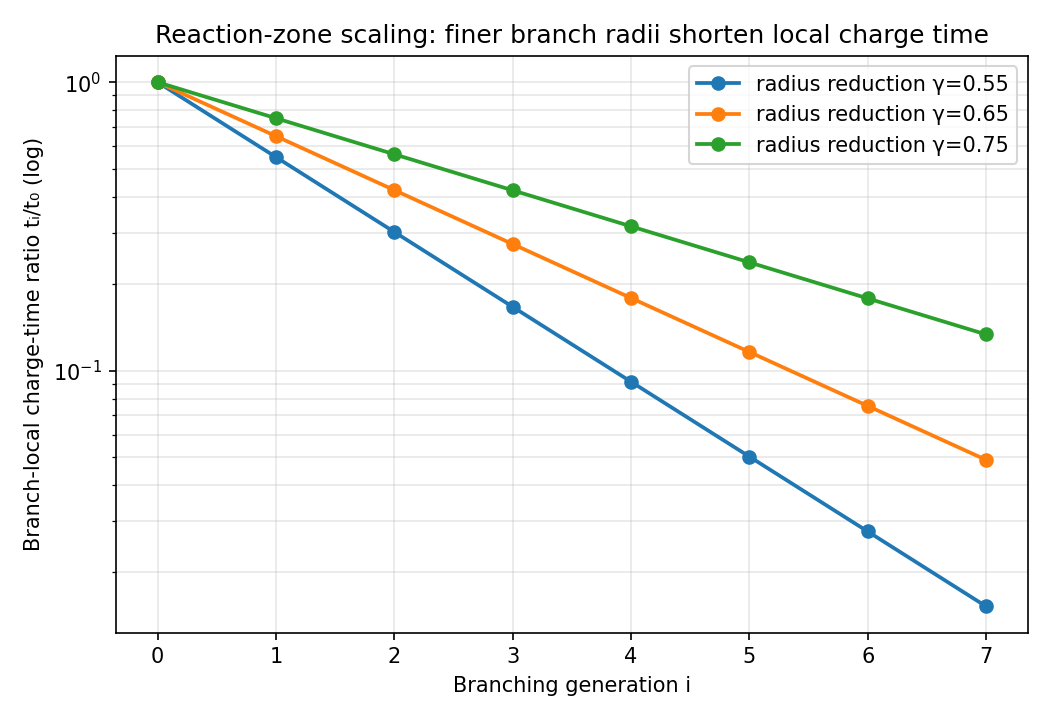 Reaction-zone scaling: finer branch radii shorten local charge time
radius reduction γ=0.55
radius reduction γ=0.65
radius reduction γ=0.75
Branch-local charge-time ratio tᵢ/t₀ (log)
10⁰
10⁻¹
0 1 2 3 4 5 6 7
Branching generation i